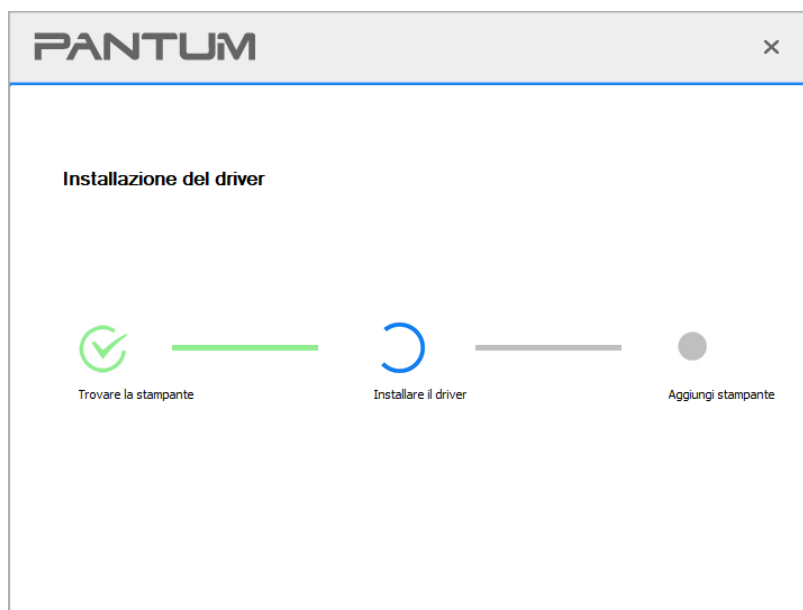 PANTUM
Installazione del driver
Trovare la stampante
Installare il driver
Aggiungi stampante